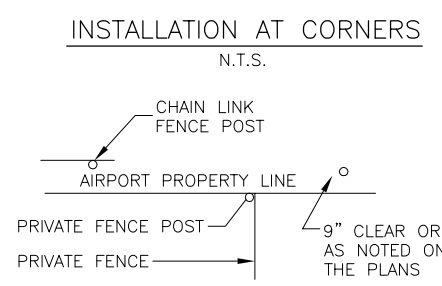 INSTALLATION AT CORNERS
N.T.S.
CHAIN LINK
FENCE POST
AIRPORT PROPERTY LINE
PRIVATE FENCE POST
PRIVATE FENCE
9" CLEAR OR
AS NOTED ON
THE PLANS